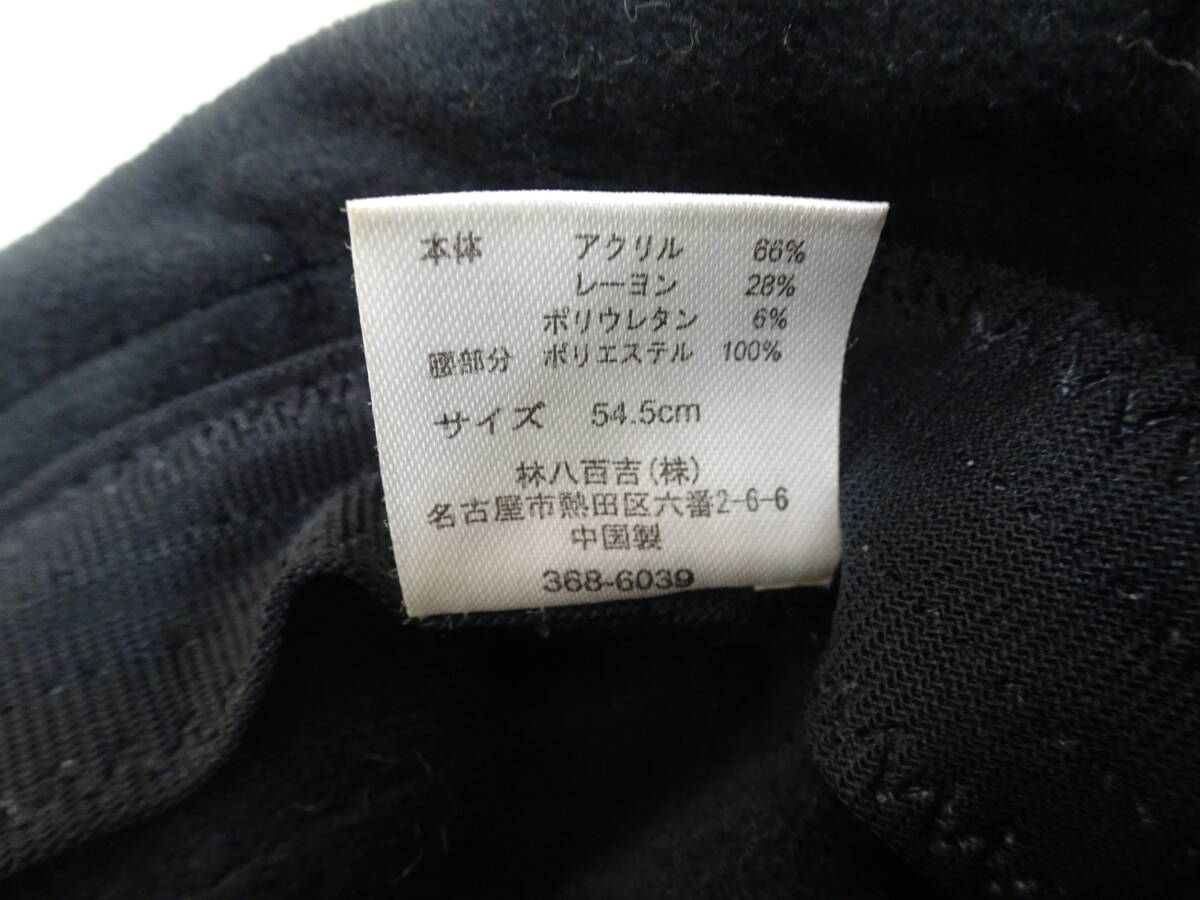 本体 アクリル 66%
レーヨン 28%
ポリウレタン 6%
腰部分 ポリエステル 100%
サイズ 54.5cm
林八百吉(株)
名古屋市熱田区六番2-6-6
中国製
368-6039